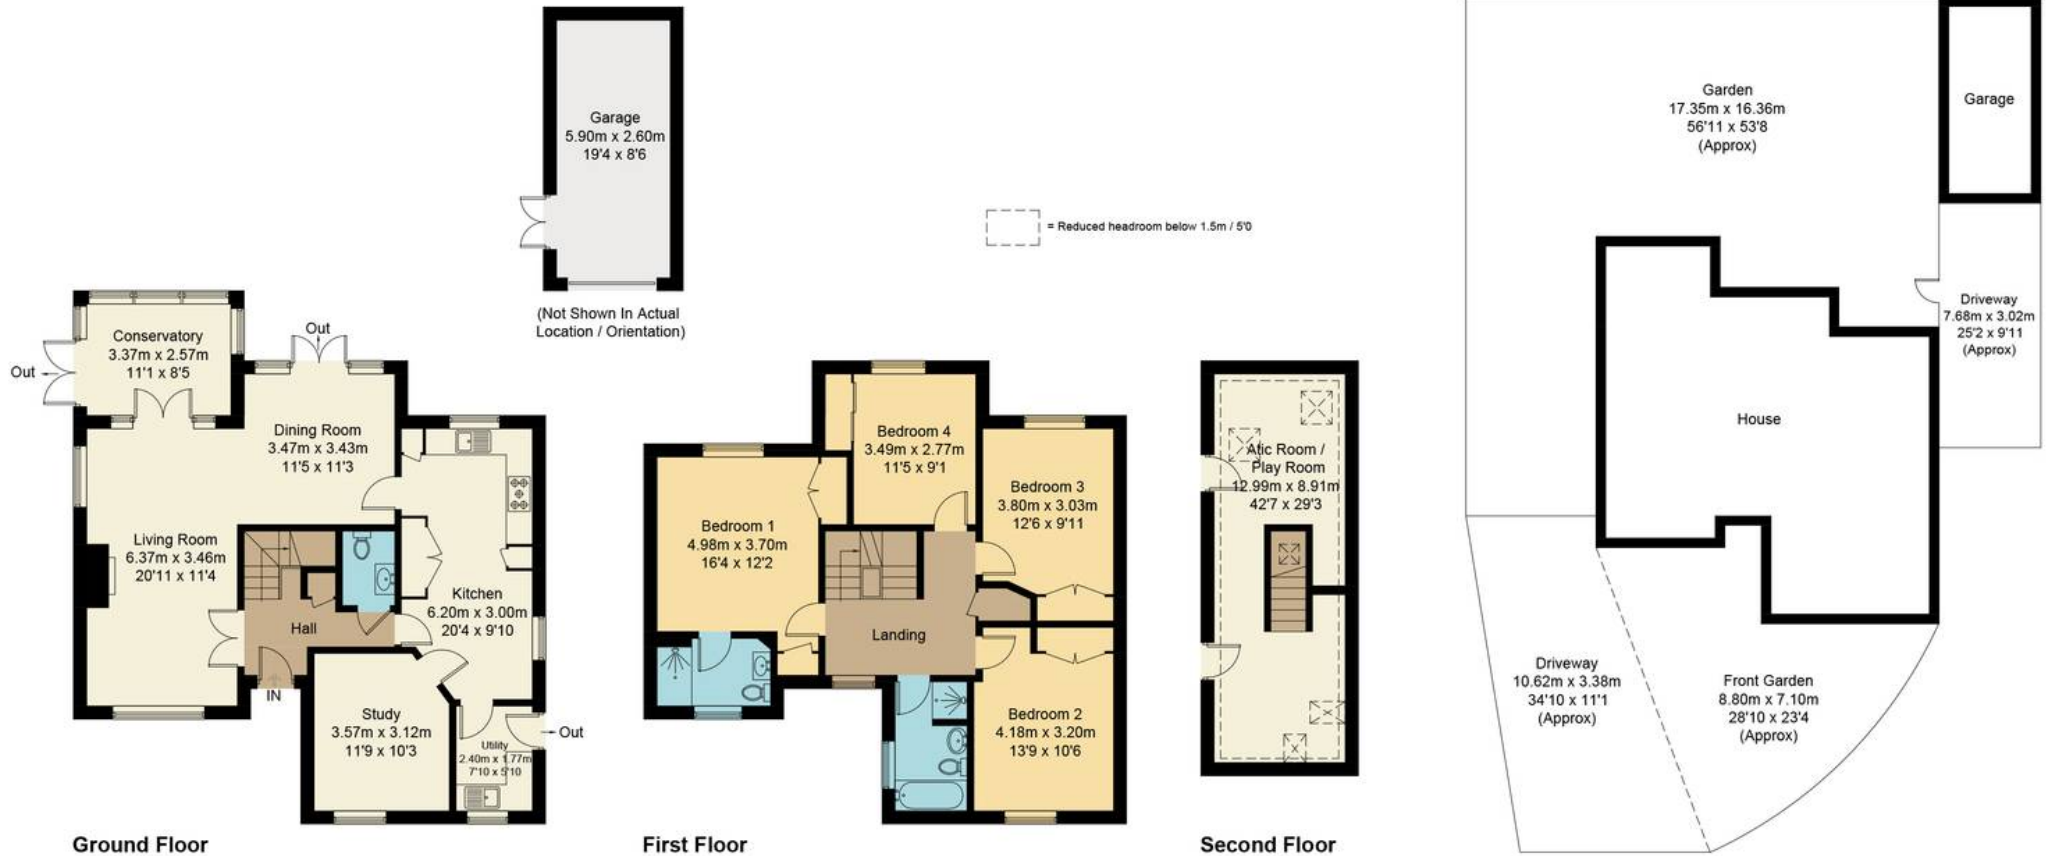 Garage
5.90m x 2.60m
19'4 x 8'6
(Not Shown In Actual
Location / Orientation)
= Reduced headroom below 1.5m / 5'0
Conservatory
3.37m x 2.57m
11'1 x 8'5
Out
Out
Dining Room
3.47m x 3.43m
11'5 x 11'3
Living Room
6.37m x 3.46m
20'11 x 11'4
Kitchen
6.20m x 3.00m
20'4 x 9'10
Hall
IN
Study
3.57m x 3.12m
11'9 x 10'3
Utility
2.40m x 1.77m
7'10 x 5'10
Out
Ground Floor
Bedroom 4
3.49m x 2.77m
11'5 x 9'1
Bedroom 3
3.80m x 3.03m
12'6 x 9'11
Bedroom 1
4.98m x 3.70m
16'4 x 12'2
Landing
Bedroom 2
4.18m x 3.20m
13'9 x 10'6
First Floor
Atic Room /
Play Room
12.99m x 8.91m
42'7 x 29'3
Second Floor
Garden
17.35m x 16.36m
56'11 x 53'8
(Approx)
Garage
Driveway
7.68m x 3.02m
25'2 x 9'11
(Approx)
House
Driveway
10.62m x 3.38m
34'10 x 11'1
(Approx)
Front Garden
8.80m x 7.10m
28'10 x 23'4
(Approx)